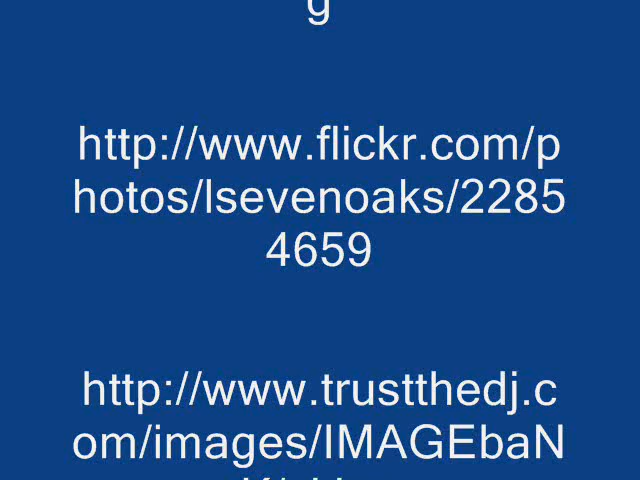 g
http://www.flickr.com/p
hotos/lsevenoaks/2285
4659
http://www.trustthedj.c
om/images/IMAGEbaN